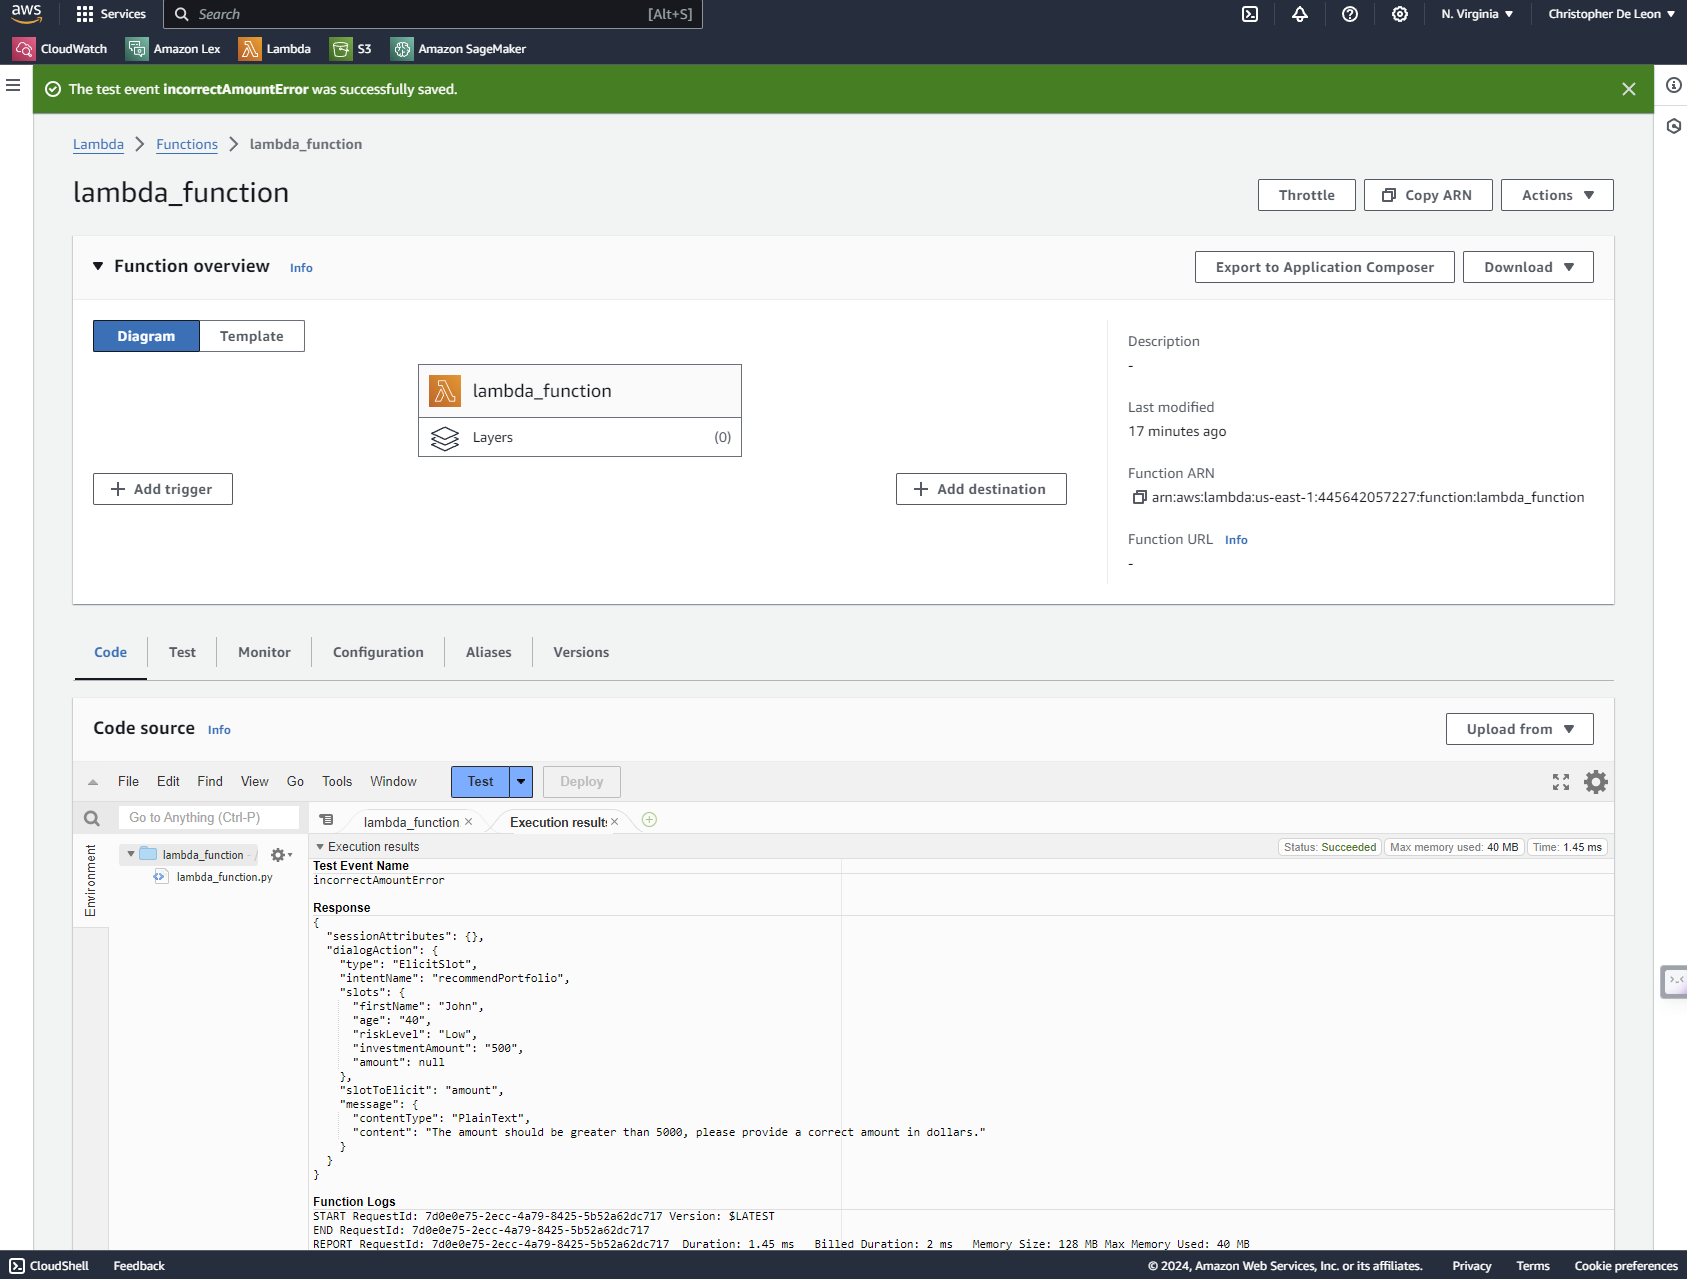 aws Services Search [Alt+S] N. Virginia Christopher De Leon
CloudWatch Amazon Lex Lambda S3 Amazon SageMaker
The test event incorrectAmountError was successfully saved.
Lambda Functions lambda_function
lambda_function
Throttle Copy ARN Actions
Function overview Info
Export to Application Composer Download
Diagram Template
lambda_function
Layers (0)
Add trigger
Add destination
Description
-
Last modified
17 minutes ago
Function ARN
arn:aws:lambda:us-east-1:445642057227:function:lambda_function
Function URL Info
-
Code Test Monitor Configuration Aliases Versions
Code source Info
Upload from
File Edit Find View Go Tools Window Test Deploy
Go to Anything (Ctrl-P)
lambda_function × Execution results ×
Environment
lambda_function - /
lambda_function.py
Execution results
Status: Succeeded Max memory used: 40 MB Time: 1.45 ms
Test Event Name
incorrectAmountError
Response
{
"sessionAttributes": {},
"dialogAction": {
"type": "ElicitSlot",
"intentName": "recommendPortfolio",
"slots": {
"firstName": "John",
"age": "40",
"riskLevel": "Low",
"investmentAmount": "500",
"amount": null
},
"slotToElicit": "amount",
"message": {
"contentType": "PlainText",
"content": "The amount should be greater than 5000, please provide a correct amount in dollars."
}
}
}
Function Logs
START RequestId: 7d0e0e75-2ecc-4a79-8425-5b52a62dc717 Version: $LATEST
END RequestId: 7d0e0e75-2ecc-4a79-8425-5b52a62dc717
REPORT RequestId: 7d0e0e75-2ecc-4a79-8425-5b52a62dc717 Duration: 1.45 ms Billed Duration: 2 ms Memory Size: 128 MB Max Memory Used: 40 MB
CloudShell Feedback © 2024, Amazon Web Services, Inc. or its affiliates. Privacy Terms Cookie preferences